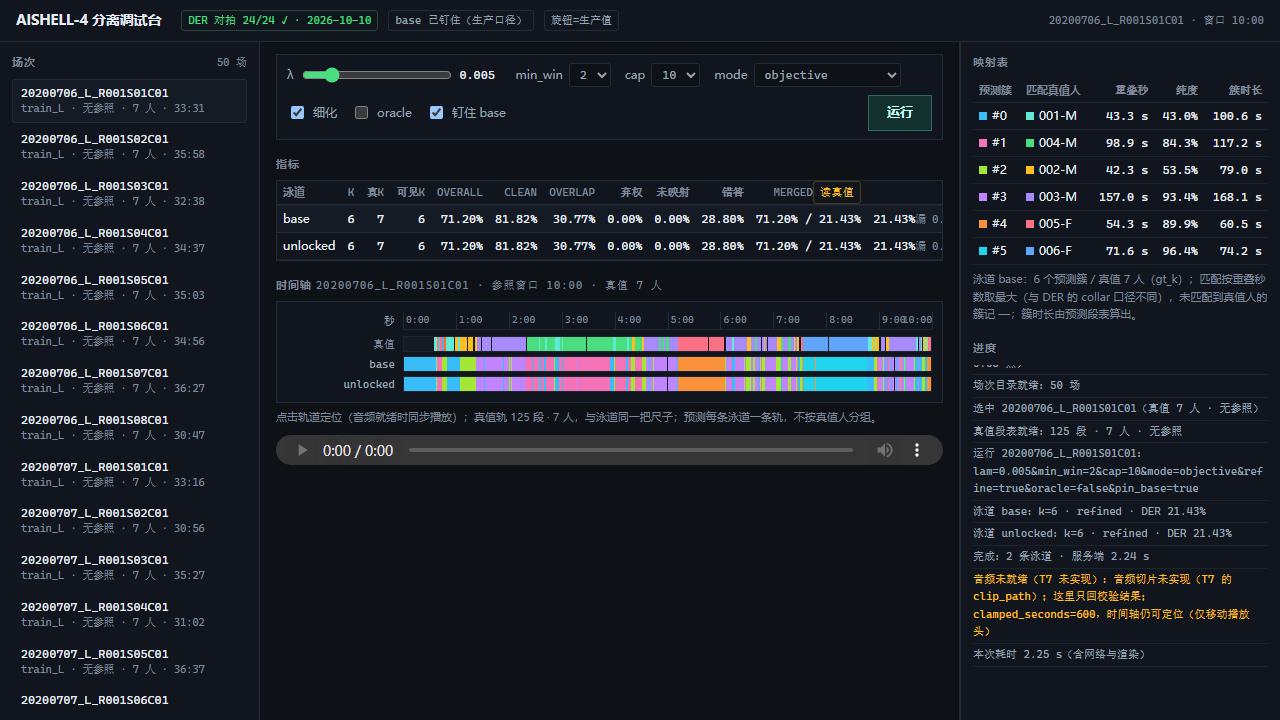 AISHELL-4 分离调试台
DER 对拍 24/24 ✓ · 2026-10-10
base 已钉住（生产口径）
旋钮=生产值
20200706_L_R001S01C01 · 窗口 10:00
场次
50 场
20200706_L_R001S01C01
train_L · 无参照 · 7 人 · 33:31
20200706_L_R001S02C01
train_L · 无参照 · 7 人 · 35:58
20200706_L_R001S03C01
train_L · 无参照 · 7 人 · 32:38
20200706_L_R001S04C01
train_L · 无参照 · 7 人 · 34:37
20200706_L_R001S05C01
train_L · 无参照 · 7 人 · 35:03
20200706_L_R001S06C01
train_L · 无参照 · 7 人 · 34:56
20200706_L_R001S07C01
train_L · 无参照 · 7 人 · 36:27
20200706_L_R001S08C01
train_L · 无参照 · 7 人 · 30:47
20200707_L_R001S01C01
train_L · 无参照 · 7 人 · 33:16
20200707_L_R001S02C01
train_L · 无参照 · 7 人 · 30:56
20200707_L_R001S03C01
train_L · 无参照 · 7 人 · 35:27
20200707_L_R001S04C01
train_L · 无参照 · 7 人 · 31:02
20200707_L_R001S05C01
train_L · 无参照 · 7 人 · 36:37
20200707_L_R001S06C01
λ 0.005 min_win 2 cap 10 mode objective
细化 oracle 钉住 base
运行
指标
泳道 K 真K 可见K OVERALL CLEAN OVERLAP 弃权 未映射 错答 MERGED 读真值
base 6 7 6 71.20% 81.82% 30.77% 0.00% 0.00% 28.80% 71.20% / 21.43% 21.43%漏 0.
unlocked 6 7 6 71.20% 81.82% 30.77% 0.00% 0.00% 28.80% 71.20% / 21.43% 21.43%漏 0.
时间轴 20200706_L_R001S01C01 · 参照窗口 10:00 · 真值 7 人
秒 0:00 1:00 2:00 3:00 4:00 5:00 6:00 7:00 8:00 9:00 10:00
真值
base
unlocked
点击轨道定位（音频就绪时同步播放）；真值轨 125 段 · 7 人，与泳道同一把尺子；预测每泳道一条轨，不按真值人分组。
0:00 / 0:00
映射表
预测簇 匹配真值人 重叠秒 纯度 簇时长
#0 001-M 43.3 s 43.0% 100.6 s
#1 004-M 98.9 s 84.3% 117.2 s
#2 002-M 42.3 s 53.5% 79.0 s
#3 003-M 157.0 s 93.4% 168.1 s
#4 005-F 54.3 s 89.9% 60.5 s
#5 006-F 71.6 s 96.4% 74.2 s
泳道 base：6 个预测簇 / 真值 7 人（gt_k）；匹配按重叠秒
数取最大（与 DER 的 collar 口径不同），未匹配到真值人的
簇记 —；簇时长由预测段表算出。
进度
场次目录就绪：50 场
选中 20200706_L_R001S01C01（真值 7 人 · 无参照）
真值段表就绪：125 段 · 7 人 · 无参照
运行 20200706_L_R001S01C01:
lam=0.005&min_win=2&cap=10&mode=objective&ref
ine=true&oracle=false&pin_base=true
泳道 base：k=6 · refined · DER 21.43%
泳道 unlocked：k=6 · refined · DER 21.43%
完成：2 条泳道 · 服务端 2.24 s
音频未就绪（T7 未实现）：音频切片未实现（T7 的
clip_path）；这里只回校验结果；
clamped_seconds=600，时间轴仍可定位（仅移动播放
头）
本次耗时 2.25 s（含网络与渲染）